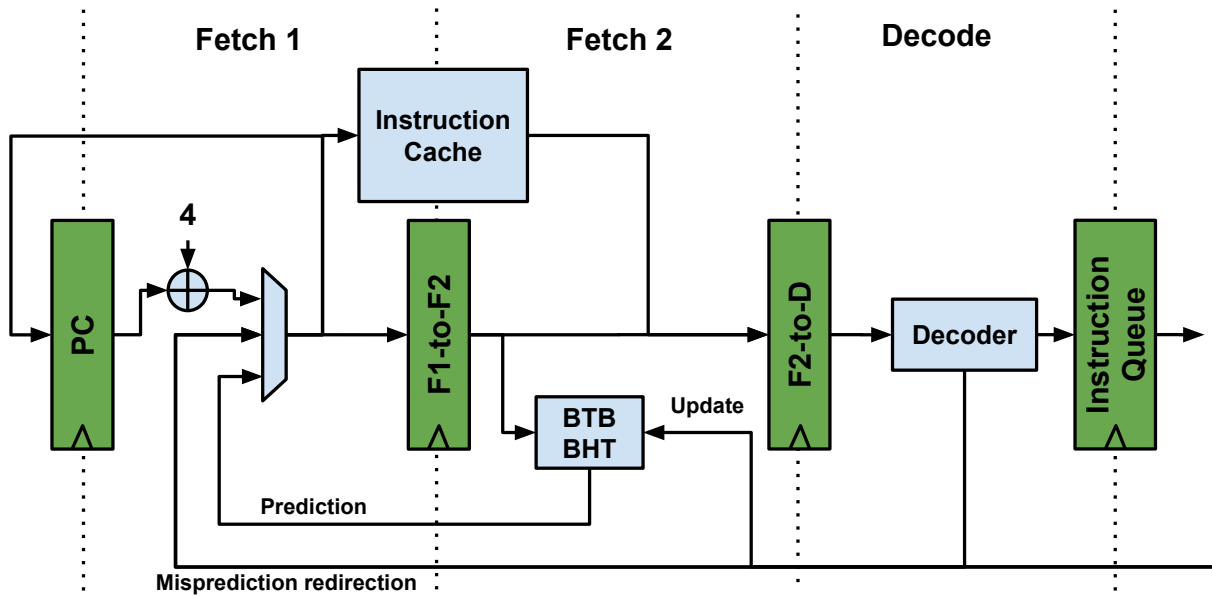 Fetch 1
Fetch 2
Decode
Instruction
Cache
4
PC
F1-to-F2
F2-to-D
Decoder
Instruction
Queue
BTB
BHT
Update
Prediction
Misprediction redirection